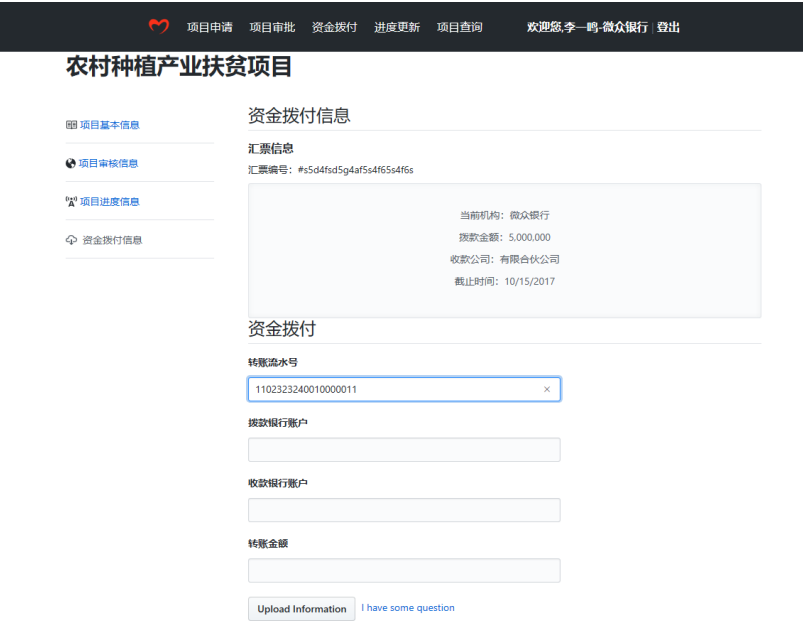 项目申请 项目审批 资金拨付 进度更新 项目查询 欢迎您,李一鸣-微众银行 | 登出
农村种植产业扶贫项目
项目基本信息
项目审核信息
项目进度信息
资金拨付信息
资金拨付信息
汇票信息
汇票编号：#s5d4fsd5g4af5s4f65s4f6s
当前机构：微众银行
拨款金额：5,000,000
收款公司：有限合伙公司
截止时间：10/15/2017
资金拨付
转账流水号
1102323240010000011 ×
拨款银行账户
收款银行账户
转账金额
Upload Information I have some question